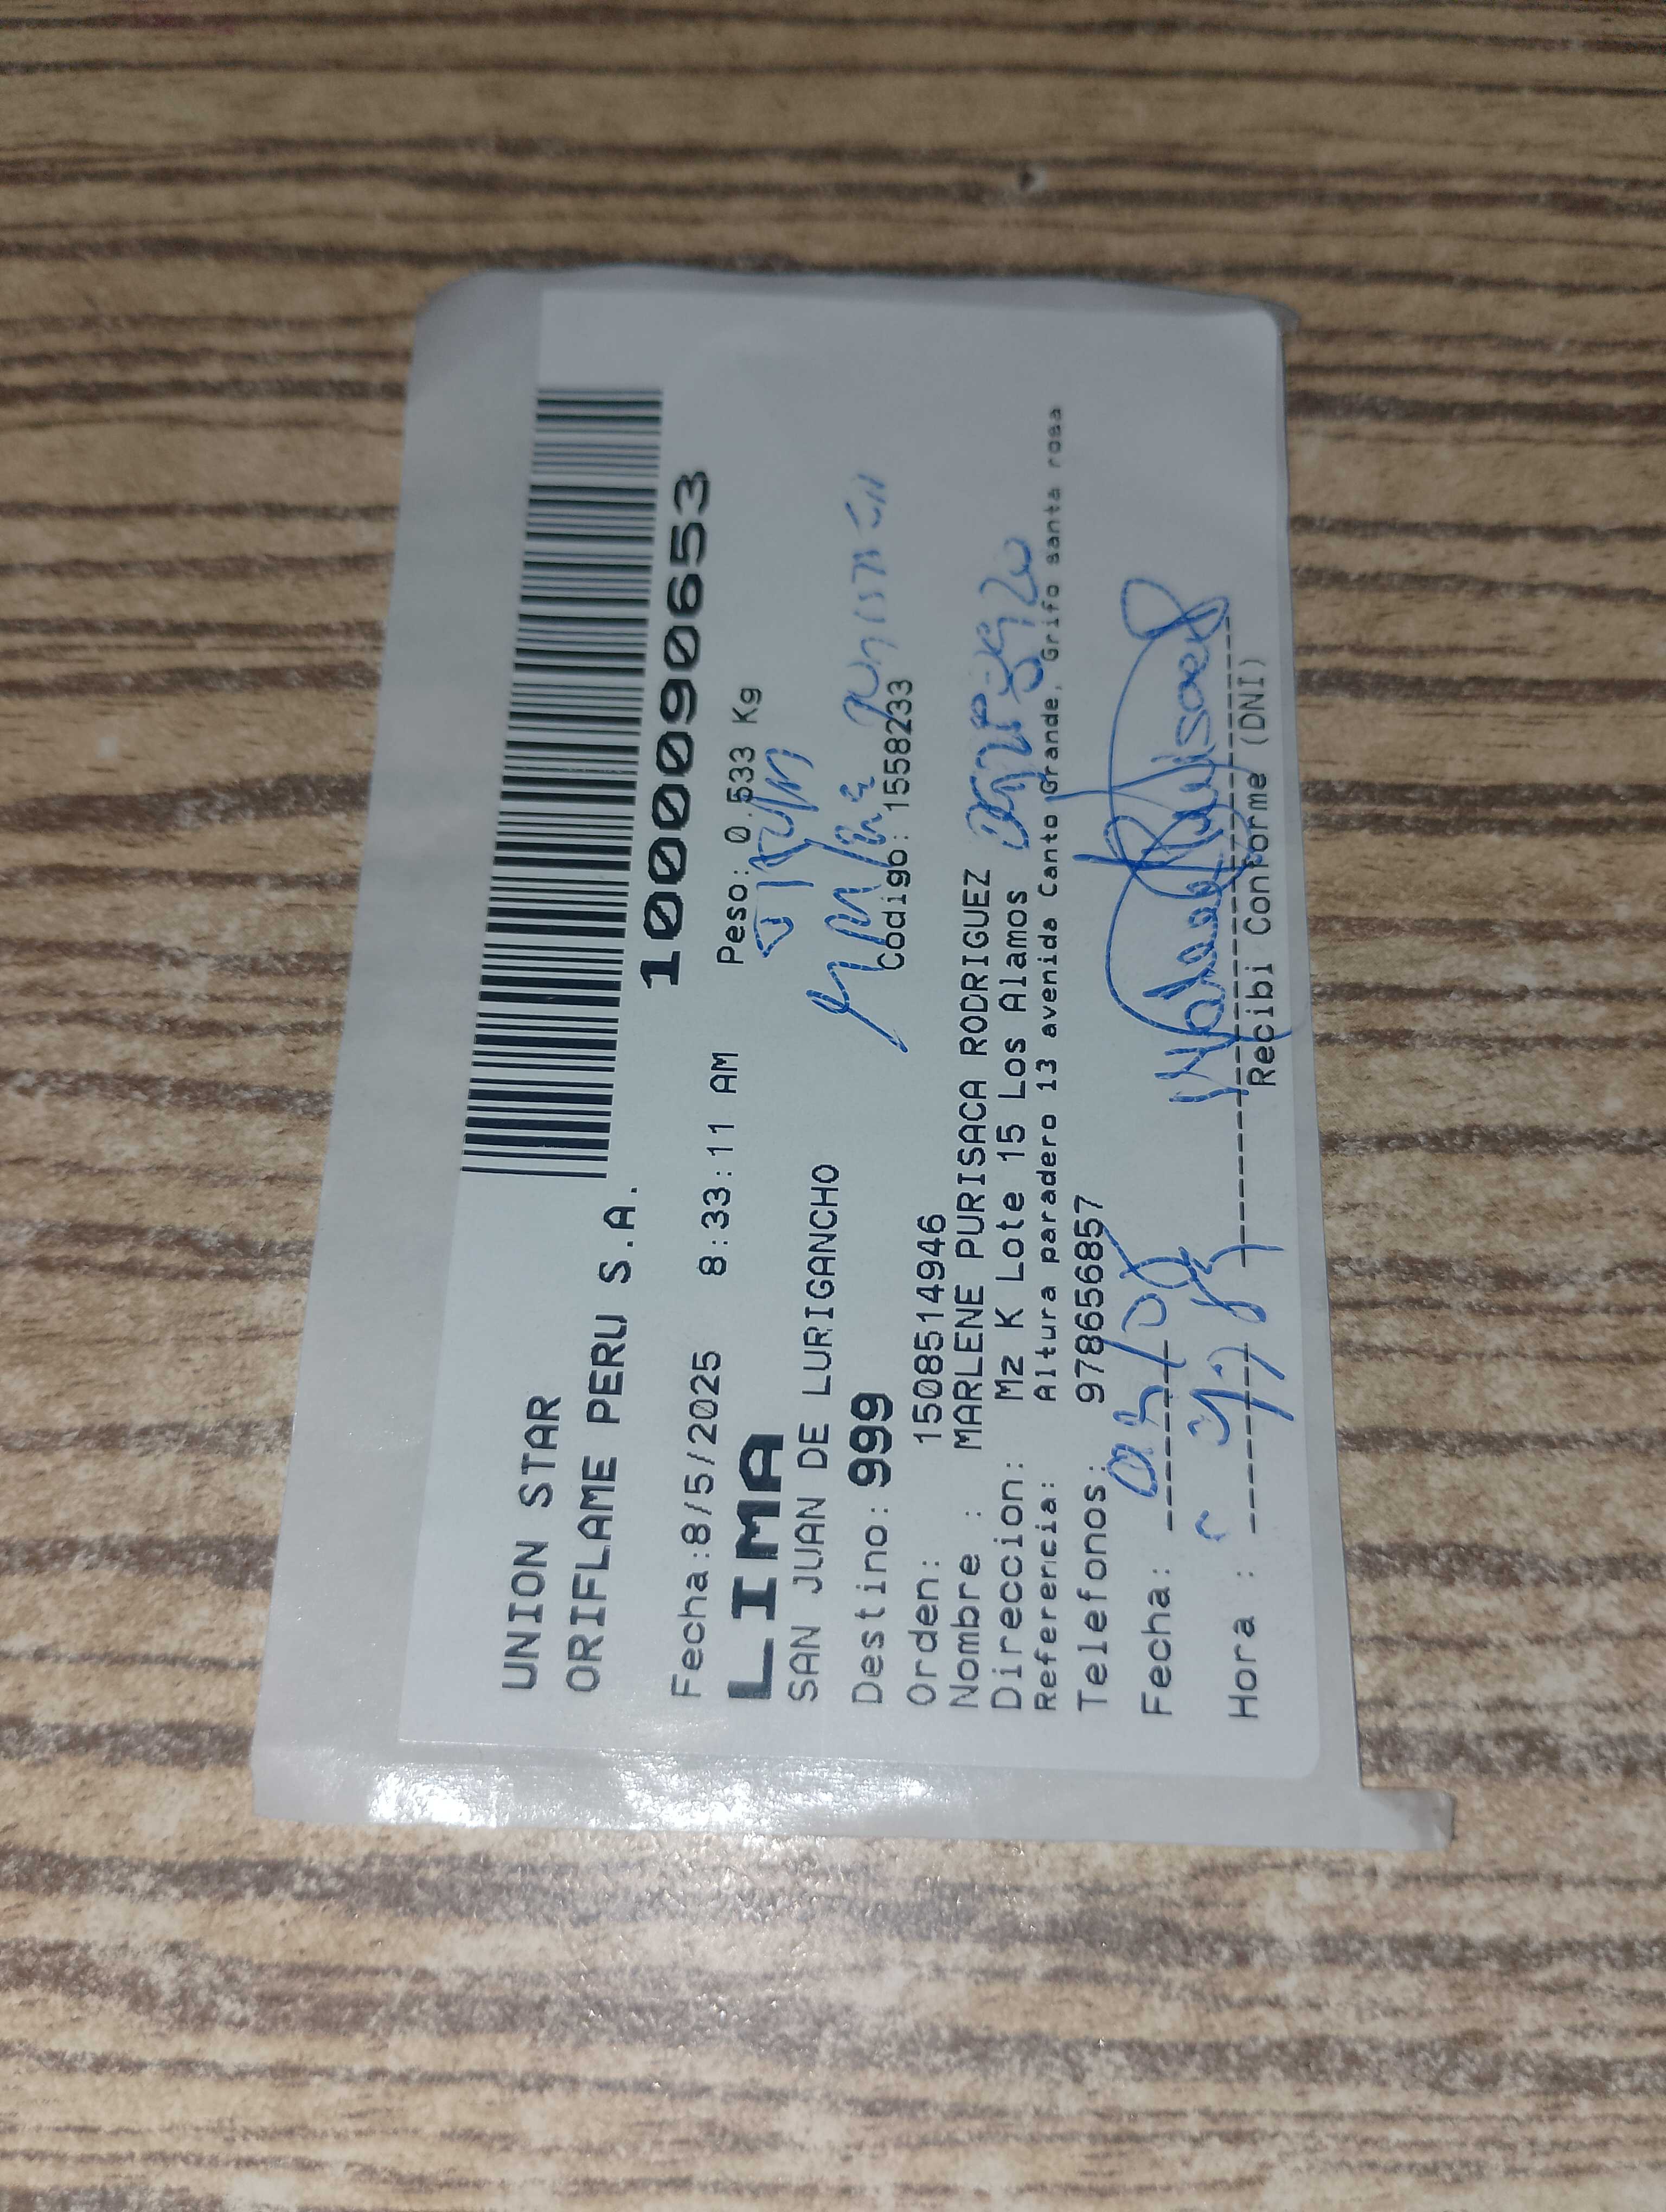 UNION STAR
ORIFLAME PERU S.A.
1000090653
Fecha:8/5/2025 8:33:11 AM Peso: 0.533 Kg
LIMA
SAN JUAN DE LURIGANCHO
Destino: 999 Codigo: 1558233
Orden: 1508514946
Nombre : MARLENE PURISACA RODRIGUEZ
Direccion: Mz K Lote 15 Los Alamos
Referencia: Altura paradero 13 avenida Canto Grande, Grifo santa rosa
Telefonos: 978656857
Fecha:
Hora :
Recibi Conforme (DNI)